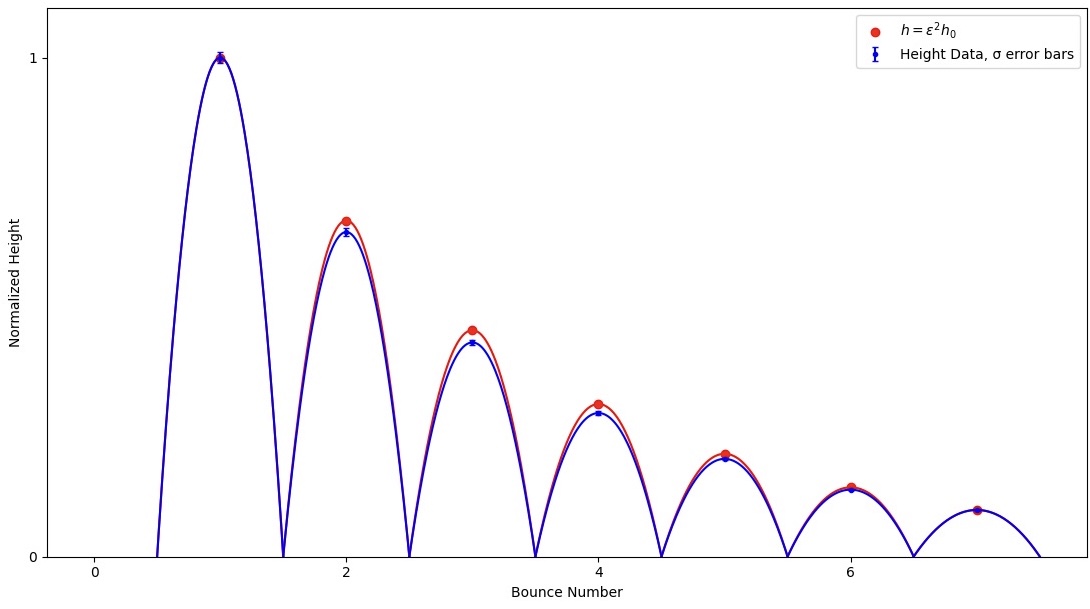 h = ε²h₀
Height Data, σ error bars
Normalized Height
1
0
0
2
4
6
Bounce Number